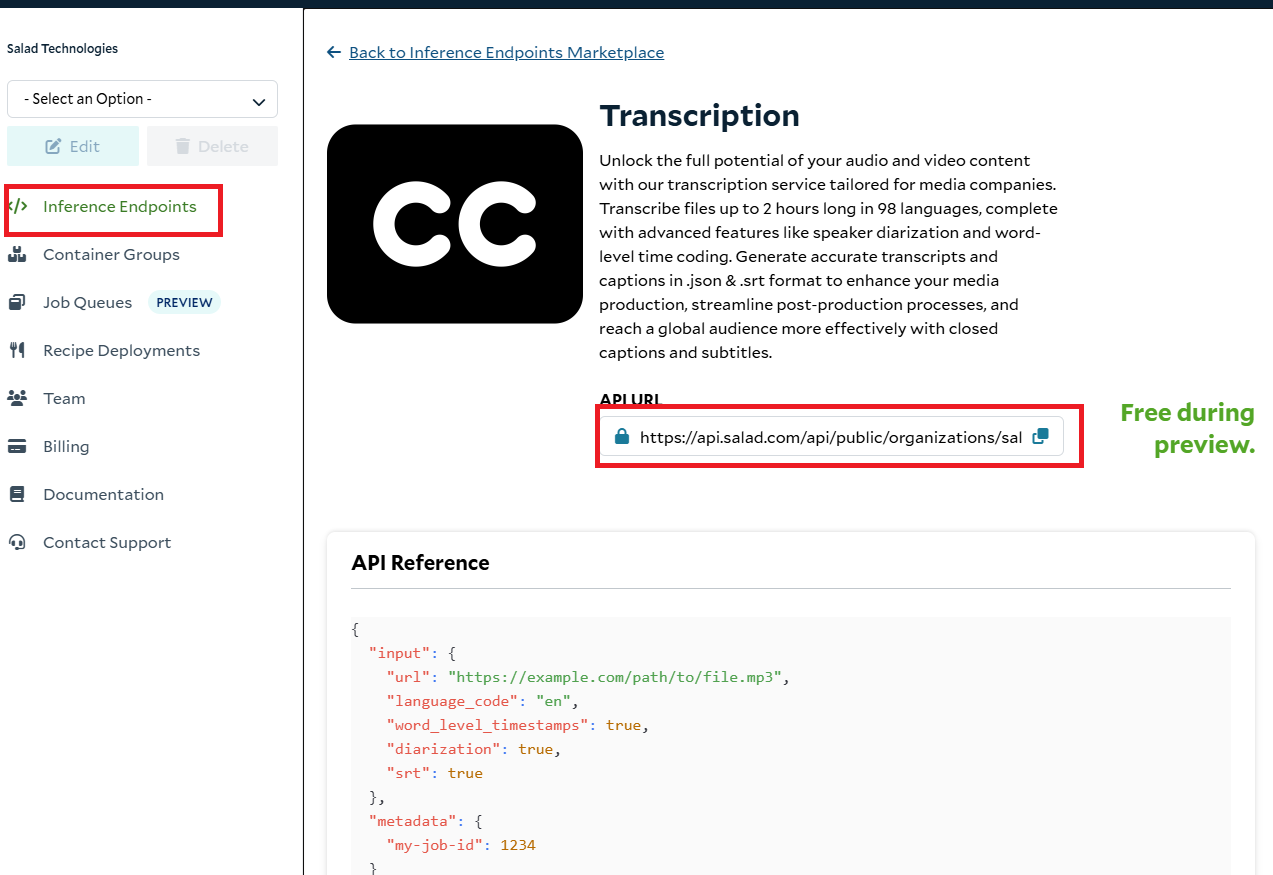 Salad Technologies
- Select an Option -
Edit
Delete
Inference Endpoints
Container Groups
Job Queues PREVIEW
Recipe Deployments
Team
Billing
Documentation
Contact Support
Back to Inference Endpoints Marketplace
CC
Transcription
Unlock the full potential of your audio and video content
with our transcription service tailored for media companies.
Transcribe files up to 2 hours long in 98 languages, complete
with advanced features like speaker diarization and word-
level time coding. Generate accurate transcripts and
captions in .json & .srt format to enhance your media
production, streamline post-production processes, and
reach a global audience more effectively with closed
captions and subtitles.
API URL
https://api.salad.com/api/public/organizations/sal
Free during
preview.
API Reference
{
"input": {
"url": "https://example.com/path/to/file.mp3",
"language_code": "en",
"word_level_timestamps": true,
"diarization": true,
"srt": true
},
"metadata": {
"my-job-id": 1234
}